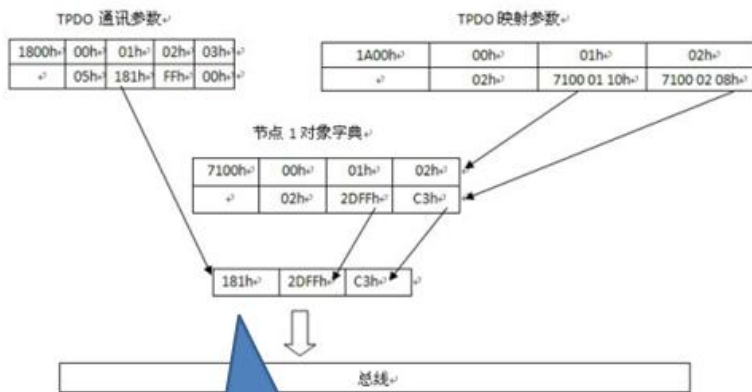 TPDO 通讯参数
TPDO 映射参数
1800h 00h 01h 02h 03h
05h 181h FFh 00h
1A00h 00h 01h 02h
02h 7100 01 10h 7100 02 08h
节点 1 对象字典
7100h 00h 01h 02h
02h 2DFFh C3h
181h 2DFFh C3h
总线